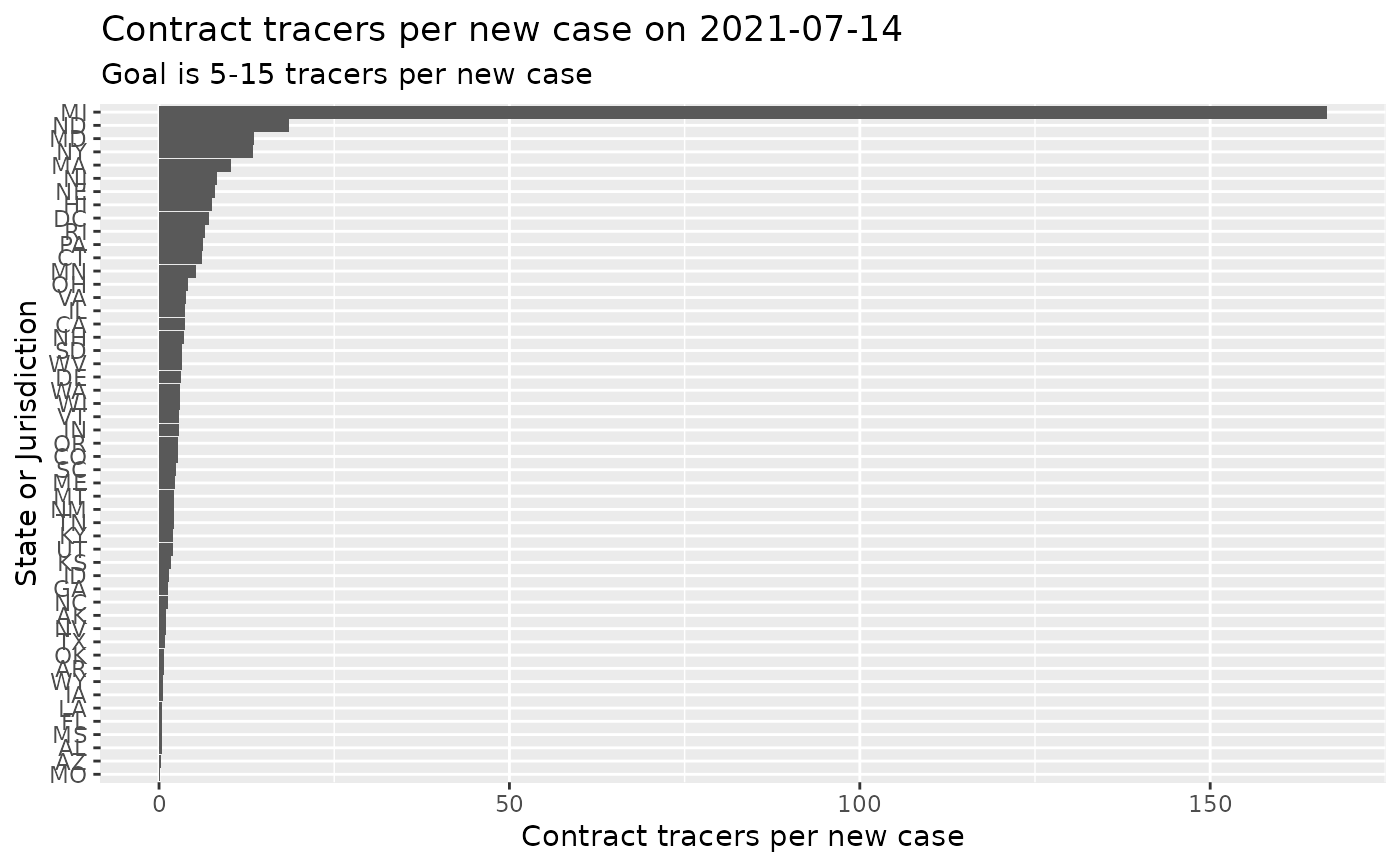 Contract tracers per new case on 2021-07-14
Goal is 5-15 tracers per new case
State or Jurisdiction
MI
ND
MD
NY
MA
NJ
NE
HI
DC
RI
PA
CT
MN
OH
VA
IL
CA
NH
SD
WV
DE
WA
WI
VT
IN
OR
CO
SC
ME
MT
NM
TN
KY
UT
KS
ID
GA
NC
AK
NV
TX
OK
AR
WY
IA
LA
FL
MS
AL
AZ
MO
0 50 100 150
Contract tracers per new case